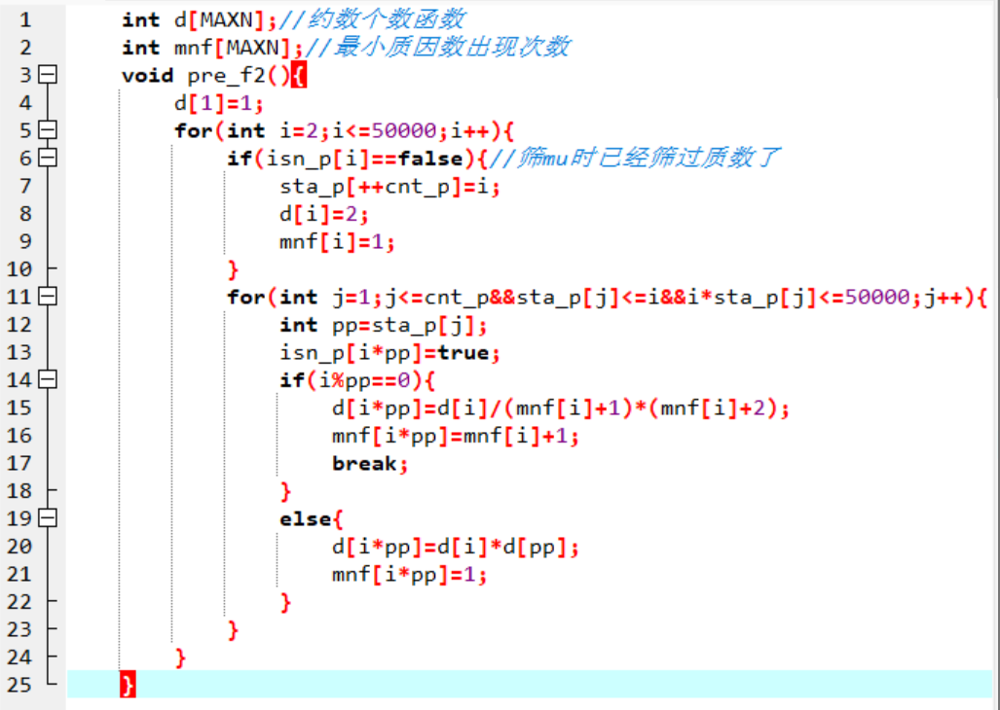 1 int d[MAXN];//约数个数函数
2 int mnf[MAXN];//最小质因数出现次数
3 void pre_f2(){
4 d[1]=1;
5 for(int i=2;i<=50000;i++){
6 if(isn_p[i]==false){//筛mu时已经筛过质数了
7 sta_p[++cnt_p]=i;
8 d[i]=2;
9 mnf[i]=1;
10 }
11 for(int j=1;j<=cnt_p&&sta_p[j]<=i&&i*sta_p[j]<=50000;j++){
12 int pp=sta_p[j];
13 isn_p[i*pp]=true;
14 if(i%pp==0){
15 d[i*pp]=d[i]/(mnf[i]+1)*(mnf[i]+2);
16 mnf[i*pp]=mnf[i]+1;
17 break;
18 }
19 else{
20 d[i*pp]=d[i]*d[pp];
21 mnf[i*pp]=1;
22 }
23 }
24 }
25 }